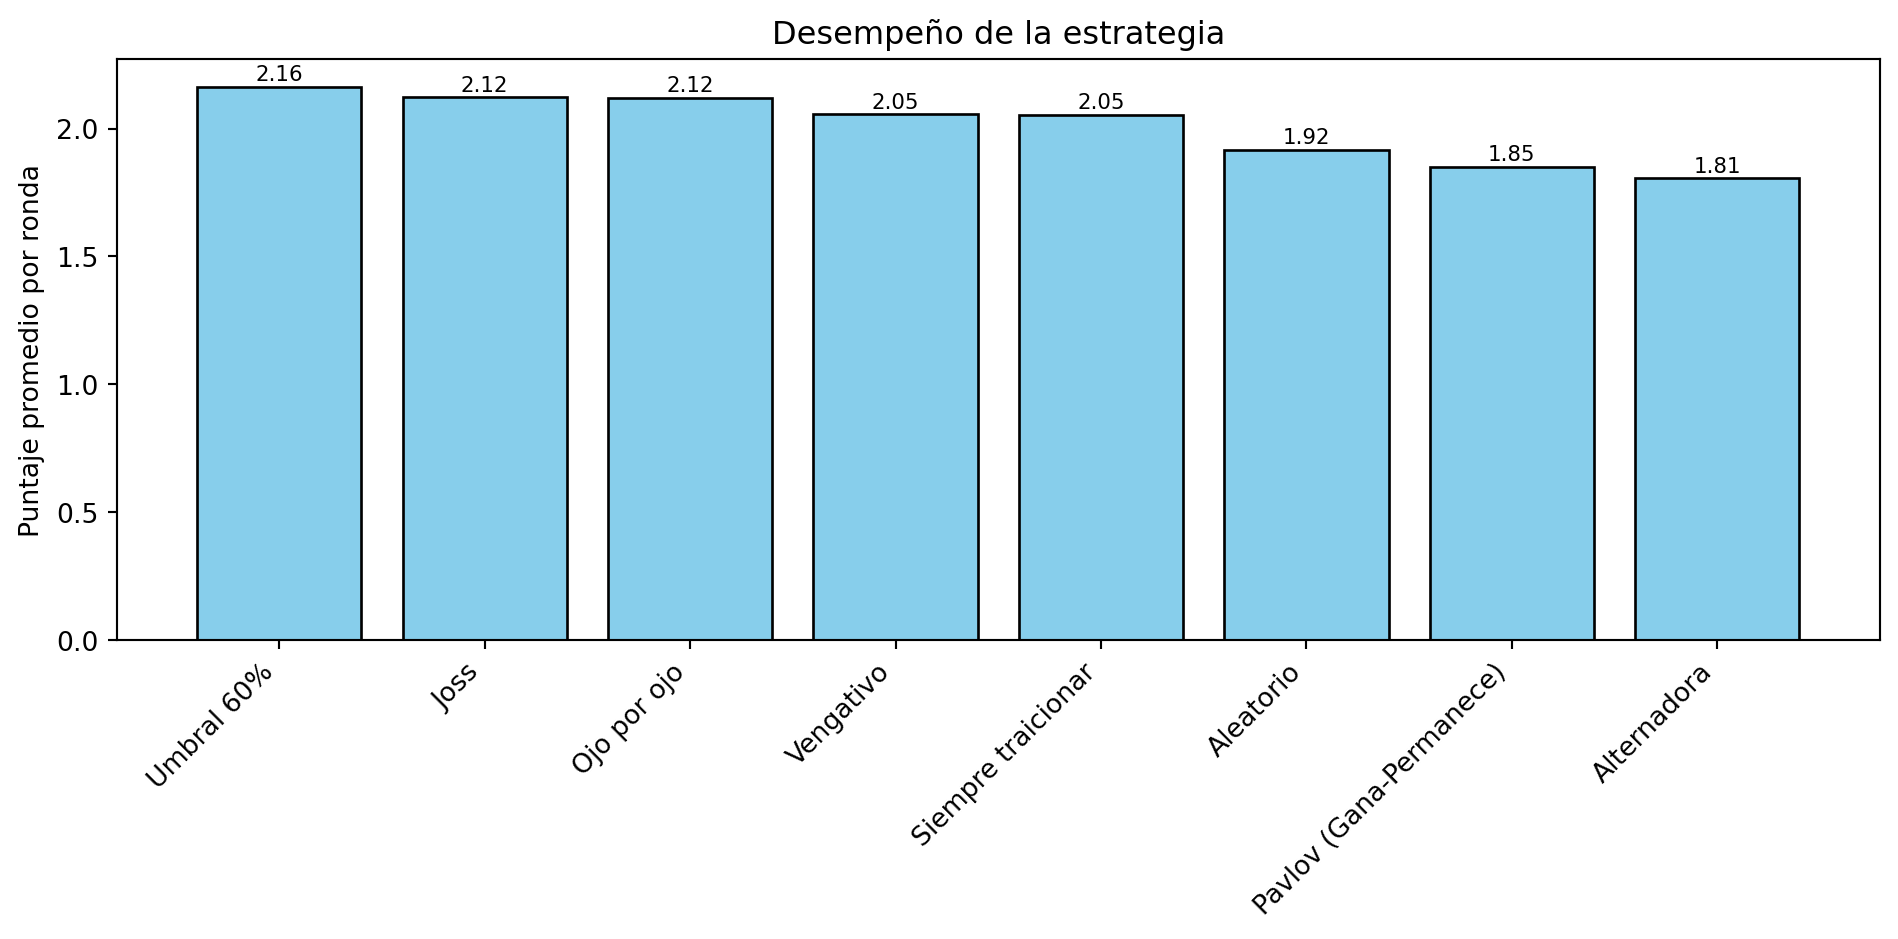 Desempeño de la estrategia
Puntaje promedio por ronda
2.0
1.5
1.0
0.5
0.0
2.16
2.12
2.12
2.05
2.05
1.92
1.85
1.81
Umbral 60%
Joss
Ojo por ojo
Vengativo
Siempre traicionar
Aleatorio
Pavlov (Gana-Permanece)
Alternadora